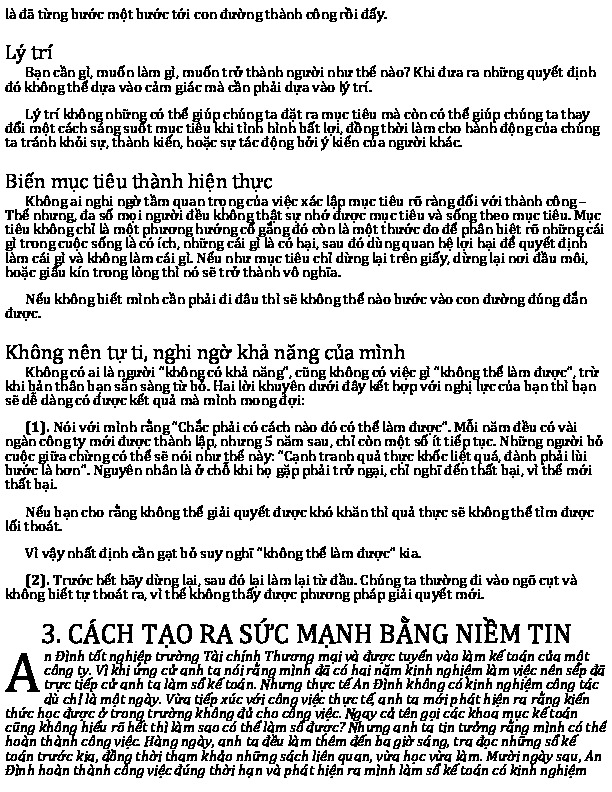 là đã từng bước một bước tới con đường thành công rồi đấy.
Lý trí
Bạn cần gì, muốn làm gì, muốn trở thành người như thế nào? Khi đưa ra những quyết định
đó không thể dựa vào cảm giác mà cần phải dựa vào lý trí.
Lý trí không những có thể giúp chúng ta đặt ra mục tiêu mà còn có thể giúp chúng ta thay
đổi một cách sáng suốt mục tiêu khi tình hình bất lợi, đồng thời làm cho hành động của chúng
ta tránh khỏi sự, thành kiến, hoặc sự tác động bởi ý kiến của người khác.
Biến mục tiêu thành hiện thực
Không ai nghi ngờ tầm quan trọng của việc xác lập mục tiêu rõ ràng đối với thành công –
Thế nhưng, đa số mọi người đều không thật sự nhớ được mục tiêu và sống theo mục tiêu. Mục
tiêu không chỉ là một phương hướng cố gắng đó còn là một thước đo để phân biệt rõ những cái
gì trong cuộc sống là có ích, những cái gì là có hại, sau đó dùng quan hệ lợi hại để quyết định
làm cái gì và không làm cái gì. Nếu như mục tiêu chỉ dừng lại trên giấy, dừng lại nơi đầu môi,
hoặc giấu kín trong lòng thì nó sẽ trở thành vô nghĩa.
Nếu không biết mình cần phải đi đâu thì sẽ không thể nào bước vào con đường đúng đắn
được.
Không nên tự ti, nghi ngờ khả năng của mình
Không có ai là người “không có khả năng”, cũng không có việc gì “không thể làm được”, trừ
khi bản thân bạn sẵn sàng từ bỏ. Hai lời khuyên dưới đây kết hợp với nghị lực của bạn thì bạn
sẽ dễ dàng có được kết quả mà mình mong đợi:
(1). Nói với mình rằng “Chắc phải có cách nào đó có thể làm được”. Mỗi năm đều có vài
ngàn công ty mới được thành lập, nhưng 5 năm sau, chỉ còn một số ít tiếp tục. Những người bỏ
cuộc giữa chừng có thể sẽ nói như thế này: “Cạnh tranh quả thực khốc liệt quá, đành phải lùi
bước là hơn”. Nguyên nhân là ở chỗ khi họ gặp phải trở ngại, chỉ nghĩ đến thất bại, vì thế mới
thất bại.
Nếu bạn cho rằng không thể giải quyết được khó khăn thì quả thực sẽ không thể tìm được
lối thoát.
Vì vậy nhất định cần gạt bỏ suy nghĩ “không thể làm được” kia.
(2). Trước hết hãy dừng lại, sau đó lại làm lại từ đầu. Chúng ta thường đi vào ngõ cụt và
không biết tự thoát ra, vì thế không thấy được phương pháp giải quyết mới.
3. CÁCH TẠO RA SỨC MẠNH BẰNG NIỀM TIN
An Đình tốt nghiệp trường Tài chính Thương mại và được tuyển vào làm kế toán của một
công ty. Vì khi ứng cử anh ta nói rằng mình đã có hai năm kinh nghiệm làm việc nên sếp đã
trực tiếp cử anh ta làm sổ kế toán. Nhưng thực tế An Đình không có kinh nghiệm công tác
dù chỉ là một ngày. Vừa tiếp xúc với công việc thực tế, anh ta mới phát hiện ra rằng kiến
thức học được ở trong trường không đủ cho công việc. Ngay cả tên gọi các khoa mục kế toán
cũng không hiểu rõ hết thì làm sao có thể làm sổ được? Nhưng anh ta tin tưởng rằng mình có thể
hoàn thành công việc. Hàng ngày, anh ta đều làm thêm đến ba giờ sáng, tra đọc những sổ kế
toán trước kia, đồng thời tham khảo những sách liên quan, vừa học vừa làm. Mười ngày sau, An
Đình hoàn thành công việc đúng thời hạn và phát hiện ra mình làm sổ kế toán có kinh nghiệm